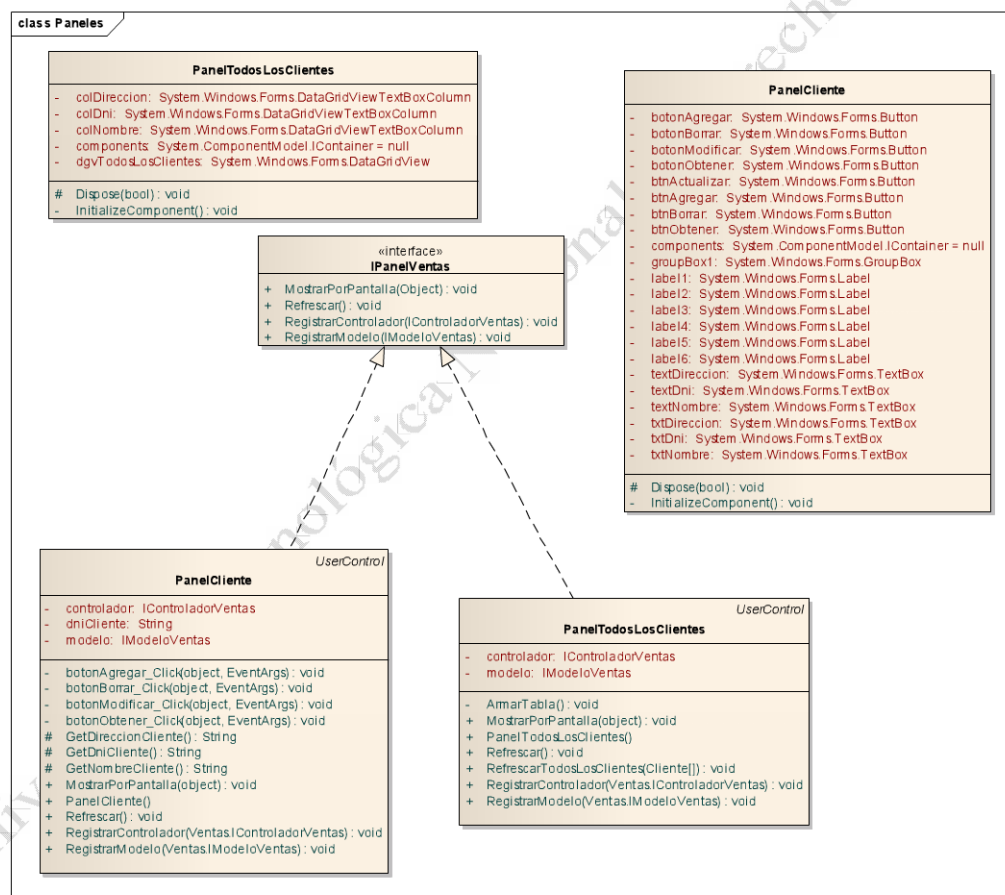 class Paneles
PanelTodosLosClientes
- colDireccion: System.Windows.Forms.DataGridViewTextBoxColumn
- colDni: System.Windows.Forms.DataGridViewTextBoxColumn
- colNombre: System.Windows.Forms.DataGridViewTextBoxColumn
- components: System.ComponentModel.IContainer = null
- dgvTodosLosClientes: System.Windows.Forms.DataGridView
# Dispose(bool) : void
- InitializeComponent() : void
PanelCliente
- botonAgregar: System.Windows.Forms.Button
- botonBorrar: System.Windows.Forms.Button
- botonModificar: System.Windows.Forms.Button
- botonObtener: System.Windows.Forms.Button
- btnActualizar: System.Windows.Forms.Button
- btnAgregar: System.Windows.Forms.Button
- btnBorrar: System.Windows.Forms.Button
- btnObtener: System.Windows.Forms.Button
- components: System.ComponentModel.IContainer = null
- groupBox1: System.Windows.Forms.GroupBox
- label1: System.Windows.Forms.Label
- label2: System.Windows.Forms.Label
- label3: System.Windows.Forms.Label
- label4: System.Windows.Forms.Label
- label5: System.Windows.Forms.Label
- label6: System.Windows.Forms.Label
- textDireccion: System.Windows.Forms.TextBox
- textDni: System.Windows.Forms.TextBox
- textNombre: System.Windows.Forms.TextBox
- txtDireccion: System.Windows.Forms.TextBox
- txtDni: System.Windows.Forms.TextBox
- txtNombre: System.Windows.Forms.TextBox
# Dispose(bool) : void
- InitializeComponent() : void
«interface»
IPanelVentas
+ MostrarPorPantalla(Object) : void
+ Refrescar() : void
+ RegistrarControlador(IControladorVentas) : void
+ RegistrarModelo(IModeloVentas) : void
UserControl
PanelCliente
- controlador: IControladorVentas
- dniCliente: String
- modelo: IModeloVentas
- botonAgregar_Click(object, EventArgs) : void
- botonBorrar_Click(object, EventArgs) : void
- botonModificar_Click(object, EventArgs) : void
- botonObtener_Click(object, EventArgs) : void
# GetDireccionCliente() : String
# GetDniCliente() : String
# GetNombreCliente() : String
+ MostrarPorPantalla(object) : void
+ PanelCliente()
+ Refrescar() : void
+ RegistrarControlador(Ventas.IControladorVentas) : void
+ RegistrarModelo(Ventas.IModeloVentas) : void
UserControl
PanelTodosLosClientes
- controlador: IControladorVentas
- modelo: IModeloVentas
- ArmarTabla() : void
+ MostrarPorPantalla(object) : void
+ PanelTodosLosClientes()
+ Refrescar() : void
+ RefrescarTodosLosClientes(Cliente[]) : void
+ RegistrarControlador(Ventas.IControladorVentas) : void
+ RegistrarModelo(Ventas.IModeloVentas) : void